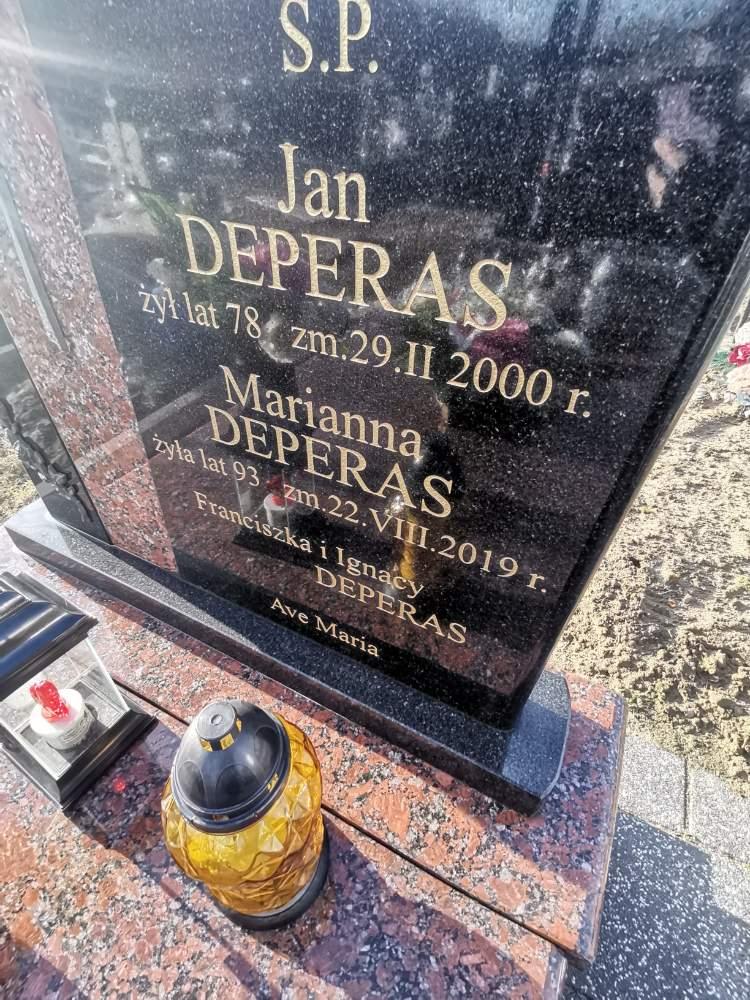 S.P.
Jan
DEPERAS
żył lat 78 zm.29.II 2000 r.
Marianna
DEPERAS
żyła lat 93 zm.22.VIII.2019 r.
Franciszka i Ignacy
DEPERAS
Ave Maria